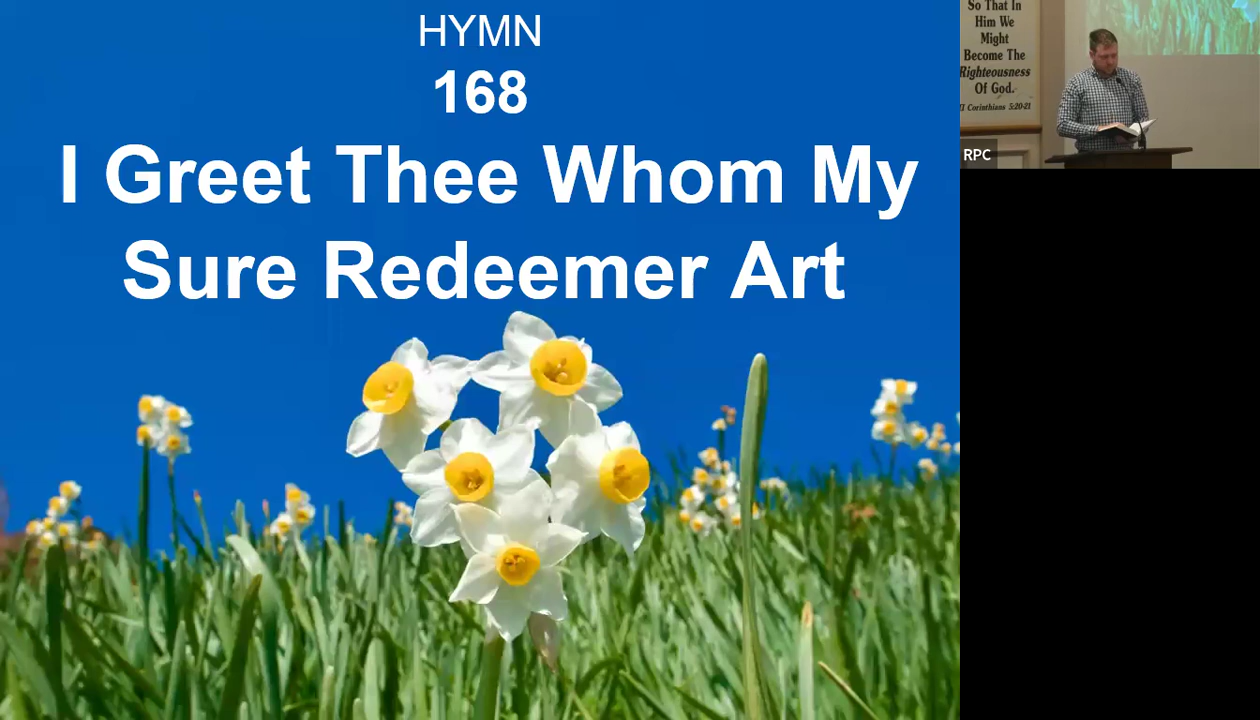 HYMN
168
I Greet Thee Whom My
Sure Redeemer Art
So That In
Him We
Might
Become The
Righteousness
Of God.
II Corinthians 5:20-21
RPC